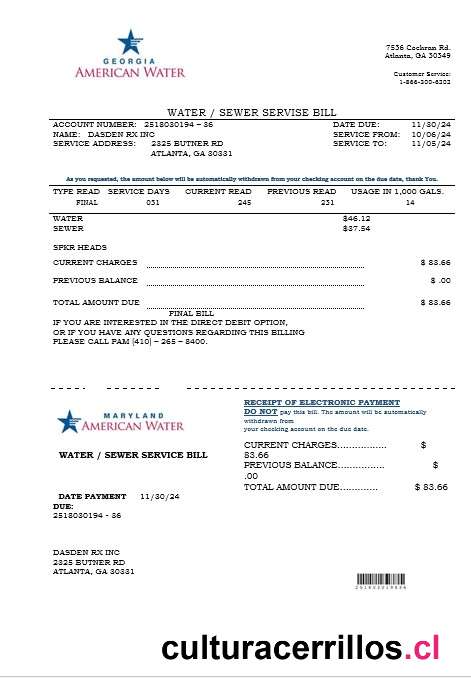 GEORGIA
AMERICAN WATER
7536 Cochran Rd.
Atlanta, GA 30349
Customer Service:
1-866-300-6202
WATER / SEWER SERVISE BILL
ACCOUNT NUMBER: 2518030194 – 36 DATE DUE: 11/30/24
NAME: DASDEN RX INC SERVICE FROM: 10/06/24
SERVICE ADDRESS: 2325 BUTNER RD SERVICE TO: 11/05/24
ATLANTA, GA 30331
As you requested, the amount below will be automatically withdrawn from your checking account on the due date, thank You.
TYPE READ SERVICE DAYS CURRENT READ PREVIOUS READ USAGE IN 1,000 GALS.
FINAL 031 245 231 14
WATER $46.12
SEWER $37.54
SPKR HEADS
CURRENT CHARGES $ 83.66
PREVIOUS BALANCE $ .00
TOTAL AMOUNT DUE $ 83.66
FINAL BILL
IF YOU ARE INTERESTED IN THE DIRECT DEBIT OPTION,
OR IF YOU HAVE ANY QUESTIONS REGARDING THIS BILLING
PLEASE CALL PAM (410) – 265 – 8400.
MARYLAND
AMERICAN WATER
WATER / SEWER SERVICE BILL
DATE PAYMENT 11/30/24
DUE:
2518030194 - 36
DASDEN RX INC
2325 BUTNER RD
ATLANTA, GA 30331
RECEIPT OF ELECTRONIC PAYMENT
DO NOT pay this bill. The amount will be automatically
withdrawn from
your checking account on the due date.
CURRENT CHARGES................. $
83.66
PREVIOUS BALANCE................ $
.00
TOTAL AMOUNT DUE............. $ 83.66
culturacerrillos.cl